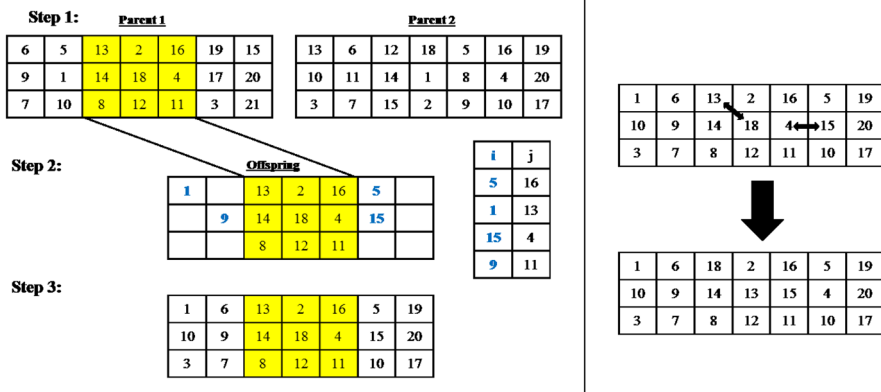 Step 1:
Parent 1
6 5 13 2 16 19 15
9 1 14 18 4 17 20
7 10 8 12 11 3 21
Parent 2
13 6 12 18 5 16 19
10 11 14 1 8 4 20
3 7 15 2 9 10 17
Step 2:
Offspring
1 13 2 16 5
9 14 18 4 15
8 12 11
i j
5 16
1 13
15 4
9 11
Step 3:
1 6 13 2 16 5 19
10 9 14 18 4 15 20
3 7 8 12 11 10 17
1 6 13 2 16 5 19
10 9 14 18 4 15 20
3 7 8 12 11 10 17
1 6 18 2 16 5 19
10 9 14 13 15 4 20
3 7 8 12 11 10 17